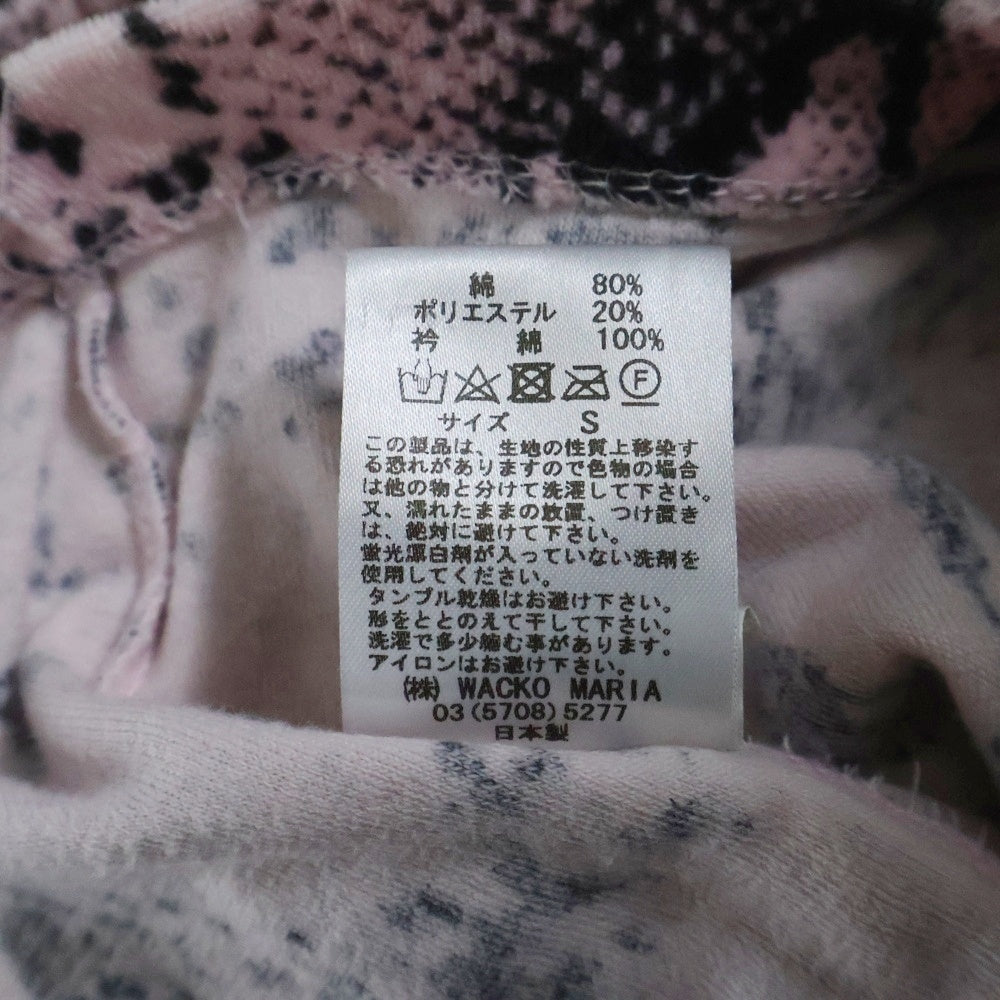 綿 80%
ポリエステル 20%
衿 綿 100%
F
サイズ S
この製品は、生地の性質上移染す
る恐れがありますので色物の場合
は他の物と分けて洗濯して下さい。
又、濡れたままの放置、つけ置き
は、絶対に避けて下さい。
蛍光漂白剤が入っていない洗剤を
使用してください。
タンブル乾燥はお避け下さい。
形をととのえて干して下さい。
洗濯で多少縮む事があります。
アイロンはお避け下さい。
(株) WACKO MARIA
03(5708)5277
日本製